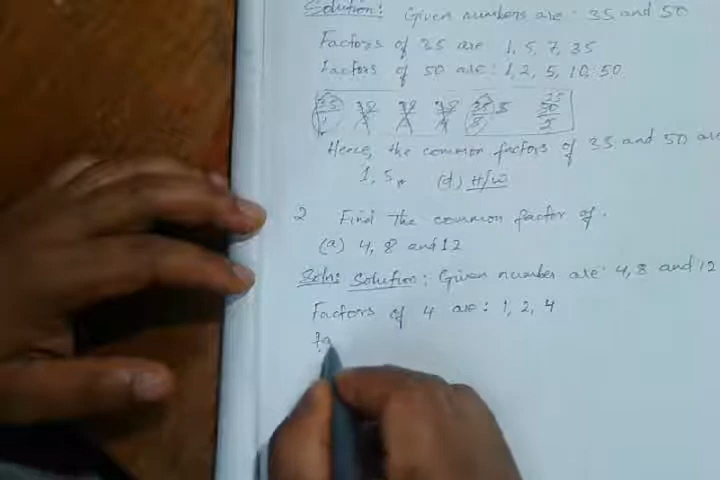 Solution: Given numbers are: 35 and 50
Factors of 35 are 1, 5, 7, 35
Factors of 50 are: 1, 2, 5, 10, 50
Hence, the common factors of 35 and 50 are
1, 5, (d) H/W
2 Find the common factor of.
(a) 4, 8 and 12
Soln: Solution: Given number are: 4, 8 and 12
Factors of 4 are: 1, 2, 4
Fa